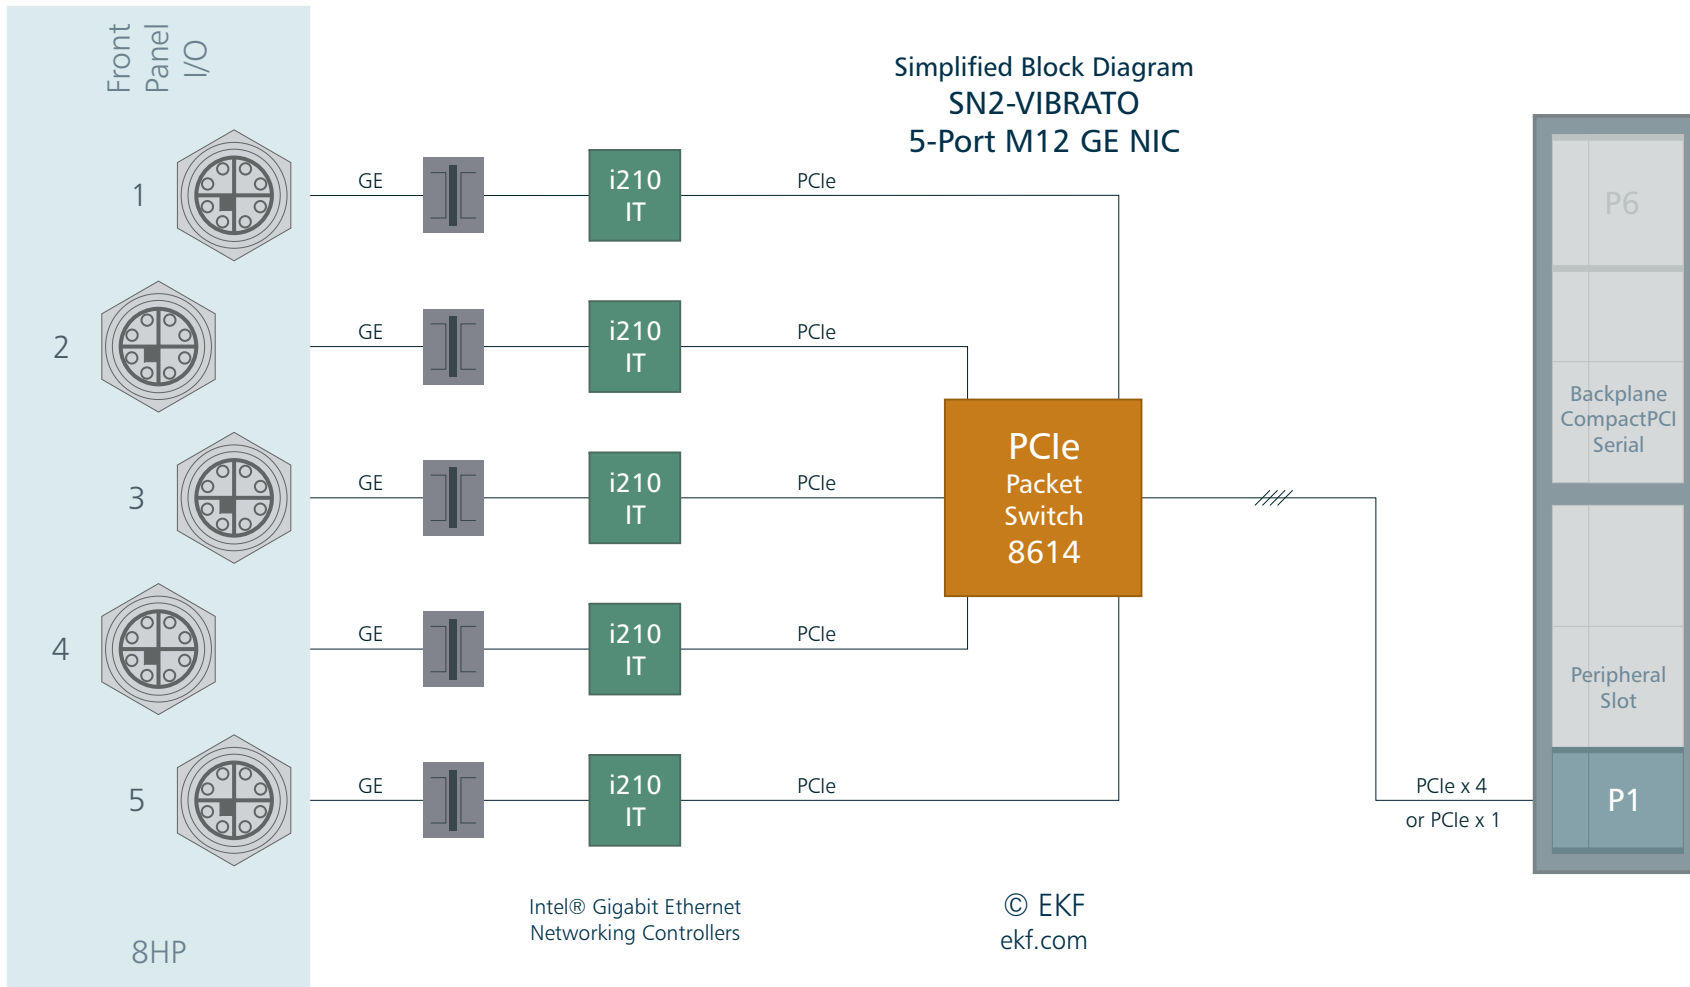 Front
Panel
I/O
Simplified Block Diagram
SN2-VIBRATO
5-Port M12 GE NIC
1
GE
i210
IT
PCIe
P6
2
GE
i210
IT
PCIe
Backplane
CompactPCI
Serial
3
GE
i210
IT
PCIe
PCIe
Packet
Switch
8614
4
GE
i210
IT
PCIe
Peripheral
Slot
5
GE
i210
IT
PCIe
PCIe x 4
or PCIe x 1
P1
Intel® Gigabit Ethernet
Networking Controllers
© EKF
ekf.com
8HP